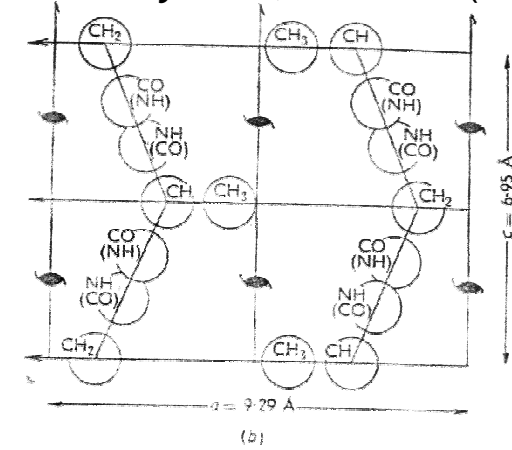 CH₂ CH₃ CH
CO CO
(NH) (NH)
NH NH
(CO) (CO)
CH CH₃ CH₂
CO CO
(NH) (NH)
NH NH
(CO) (CO)
CH₂ CH₃ CH
c = 6·95 Å
a = 9·29 Å
(b)